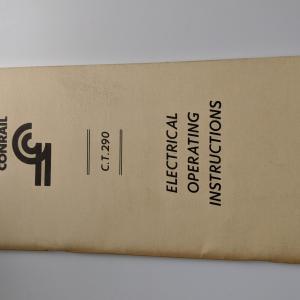 CONRAIL
C.T. 290
ELECTRICAL
OPERATING
INSTRUCTIONS